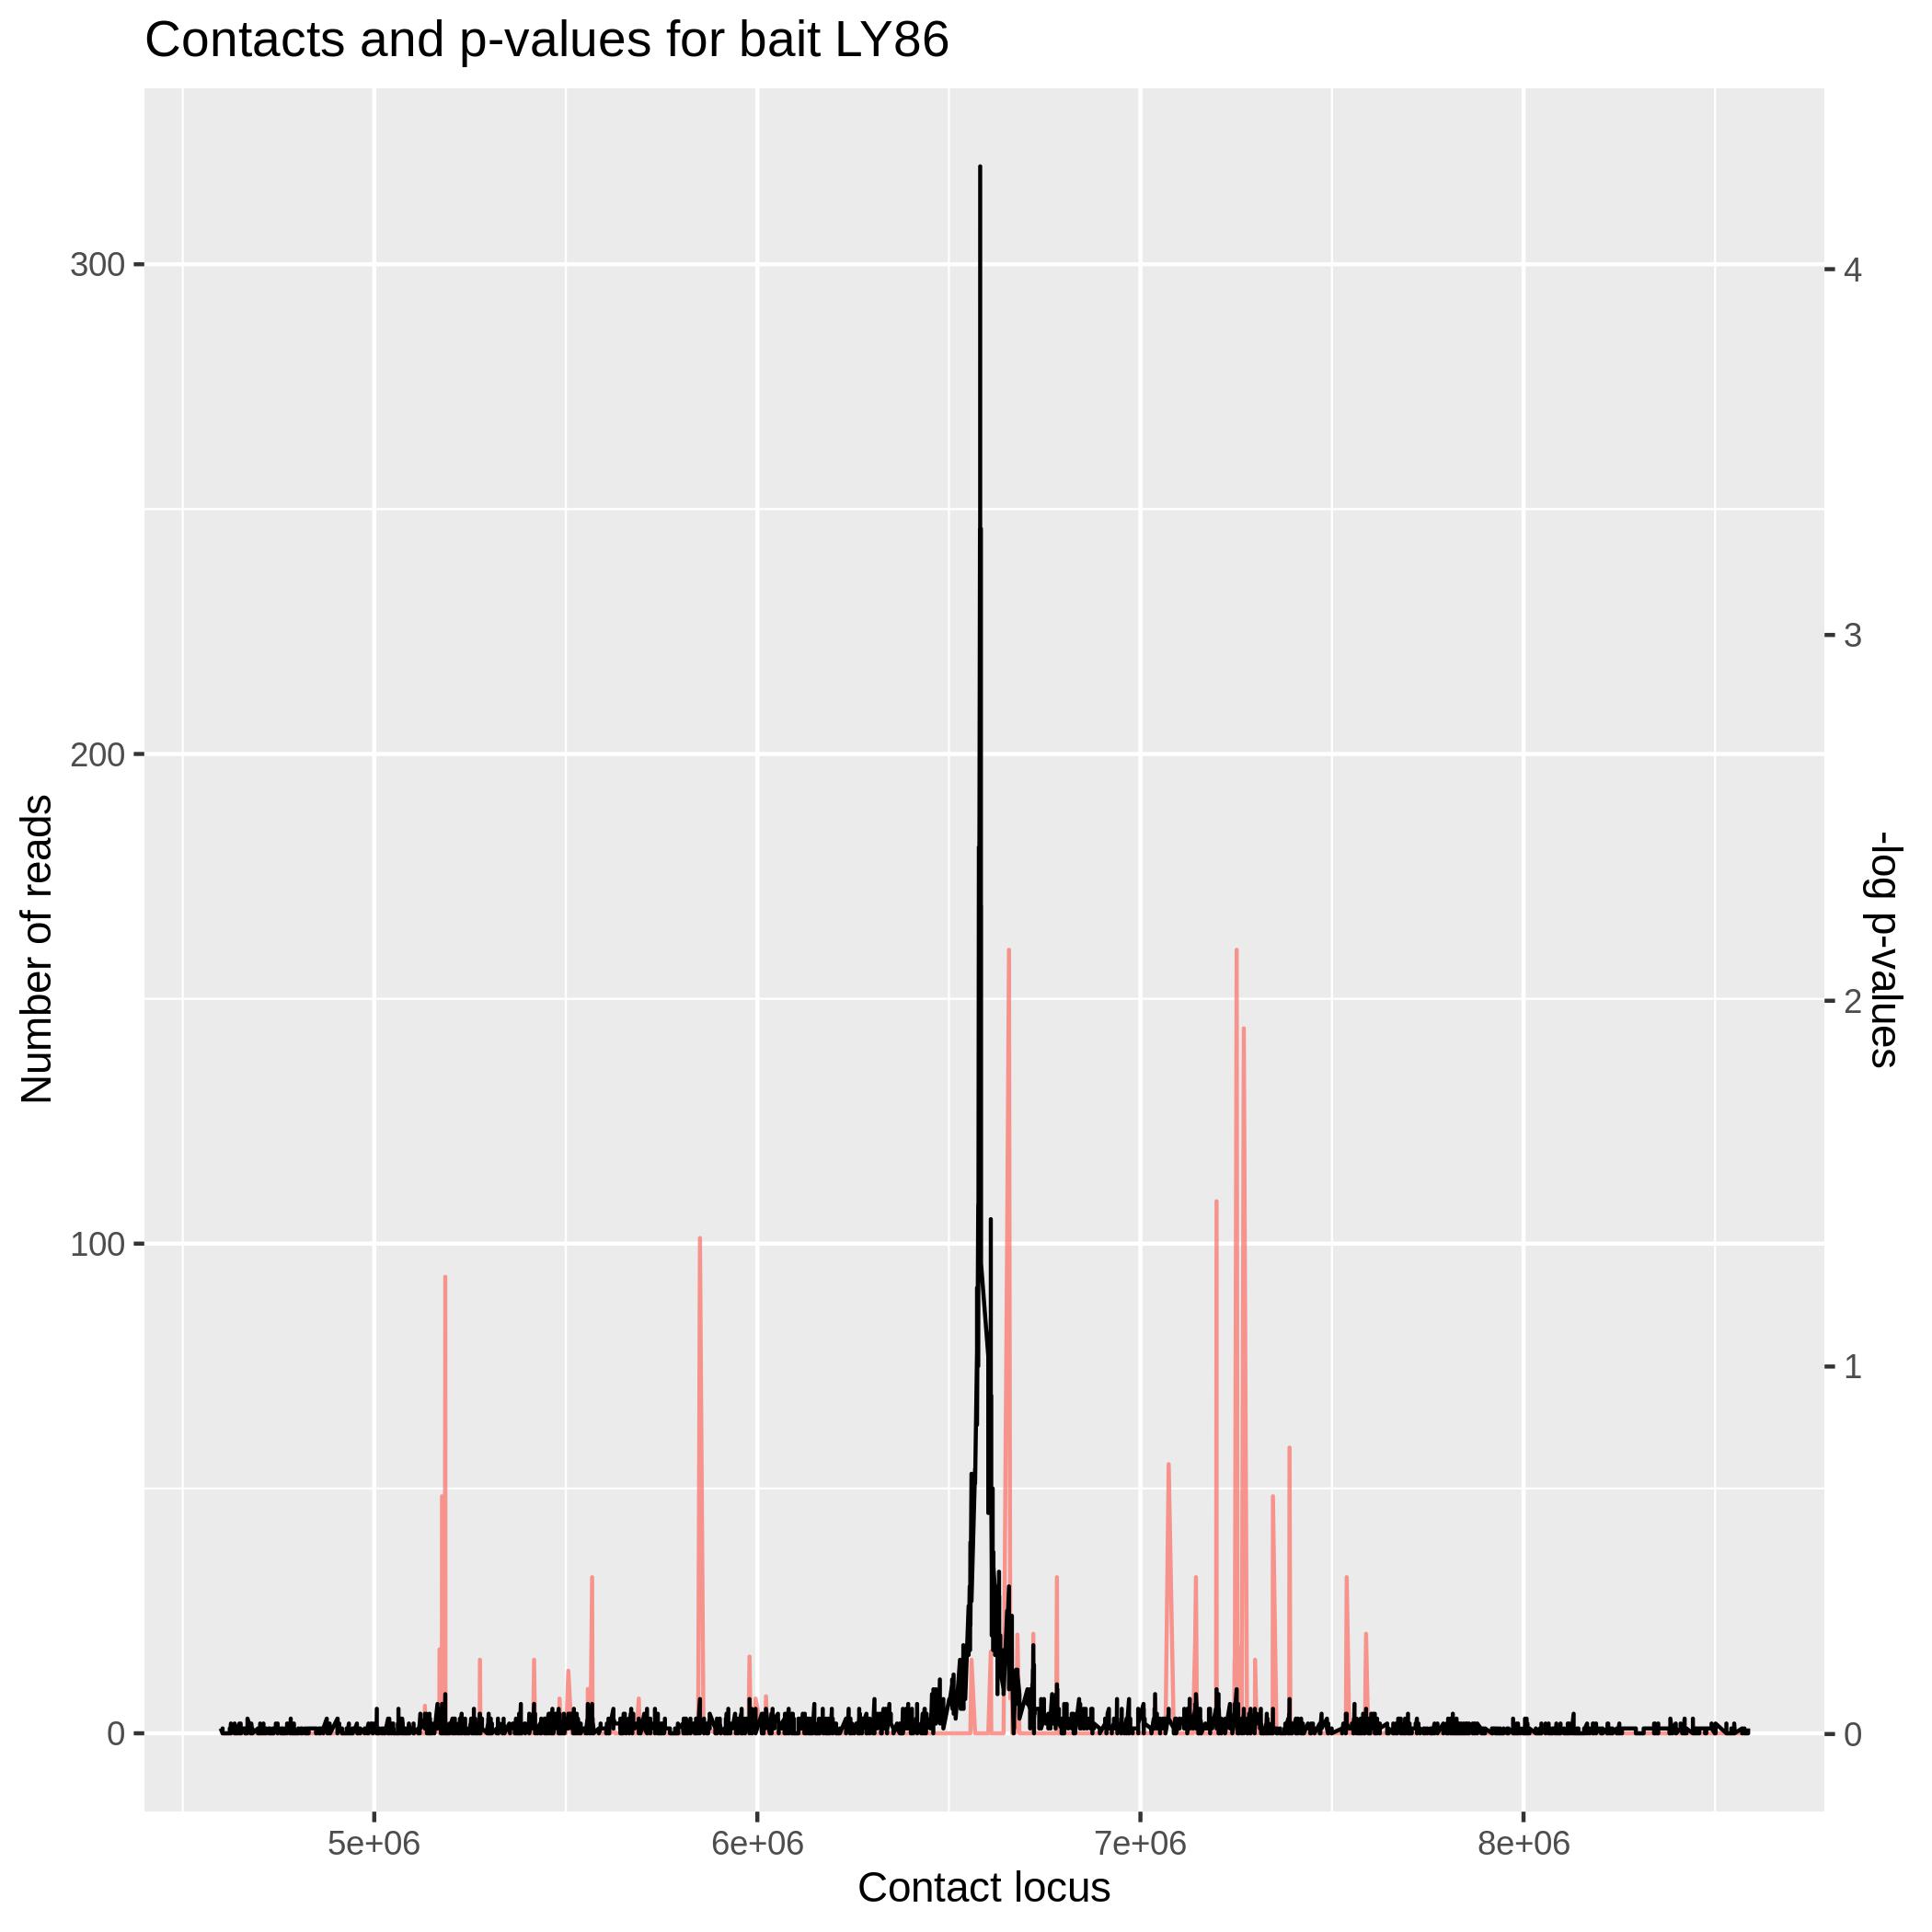 Contacts and p-values for bait LY86
Number of reads
300
200
100
0
4
3
2
1
0
-log p-values
5e+06
6e+06
7e+06
8e+06
Contact locus